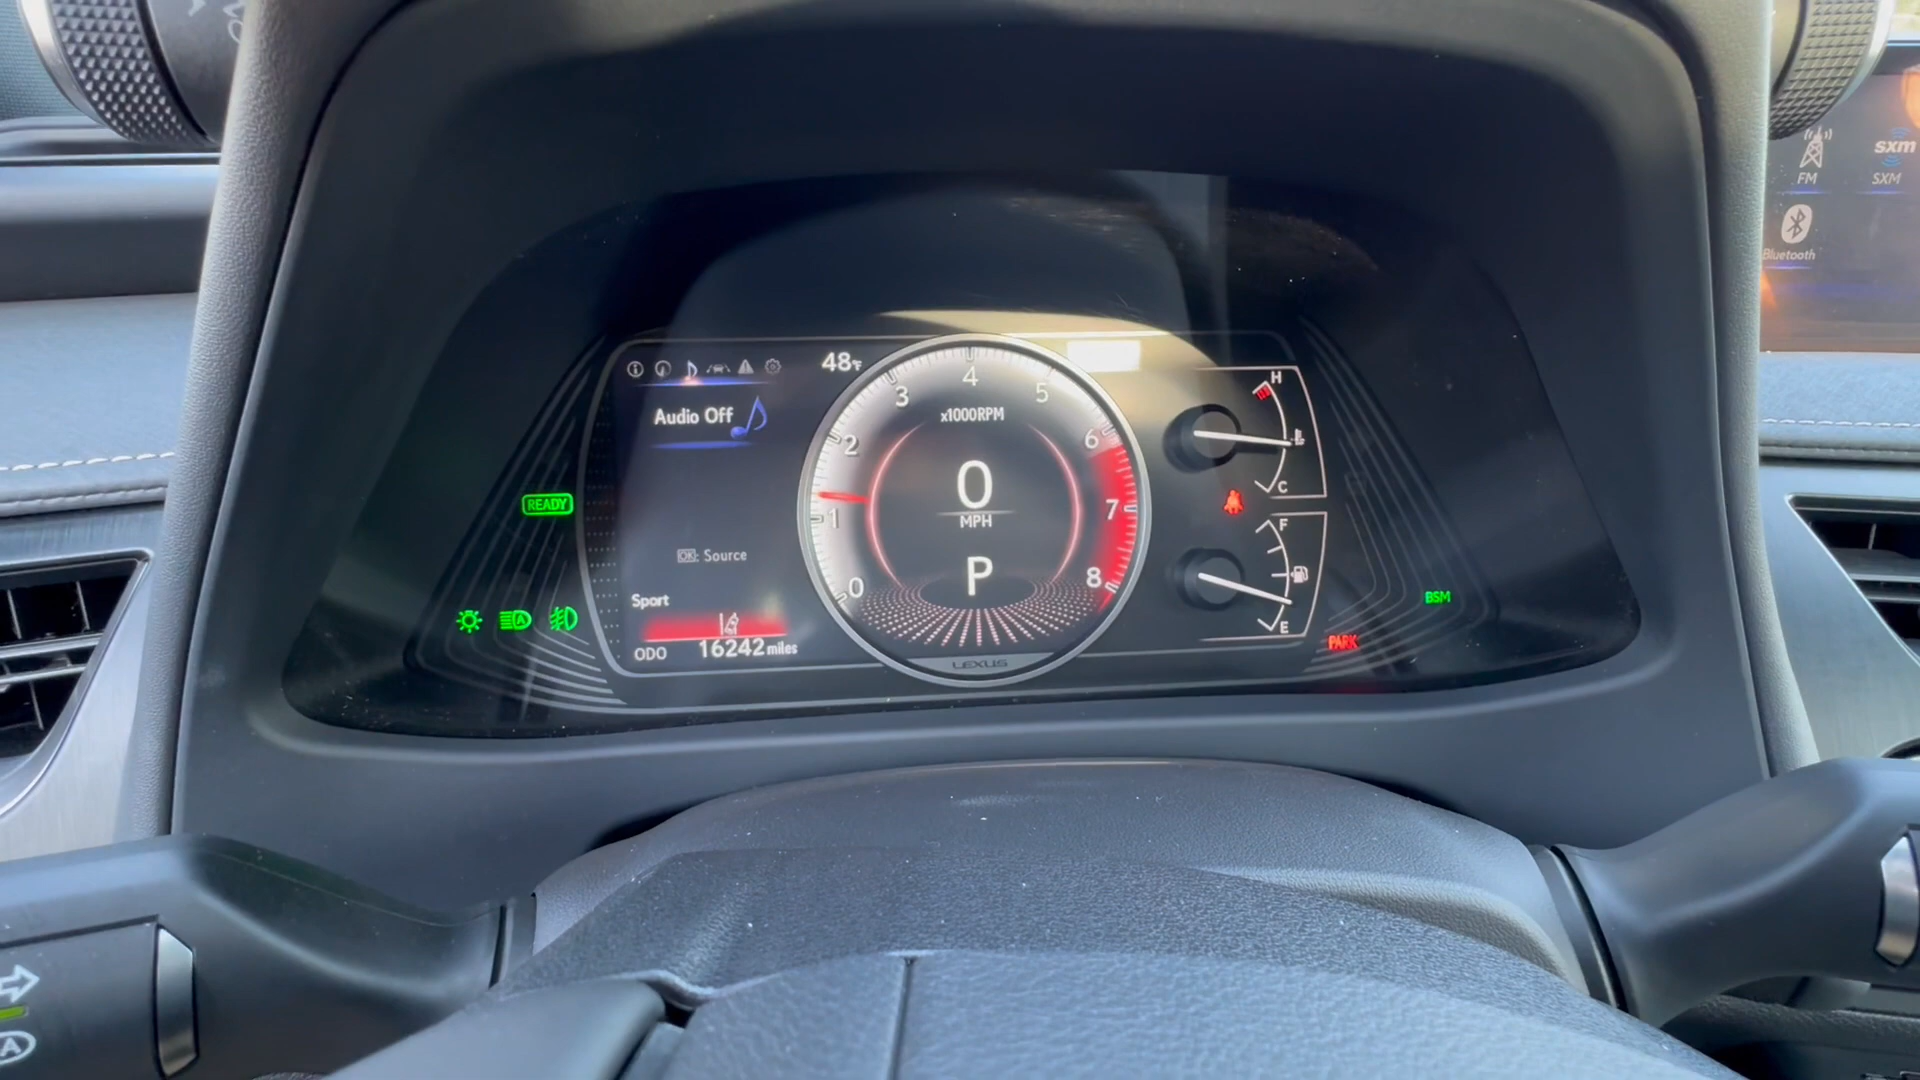 48°F
Audio Off
OK: Source
Sport
ODO 16242 miles
READY
A
0
1
2
3
4
5
6
7
8
x1000RPM
0
MPH
P
LEXUS
H
C
F
E
BSM
PARK
FM
sxm
SXM
Bluetooth
A